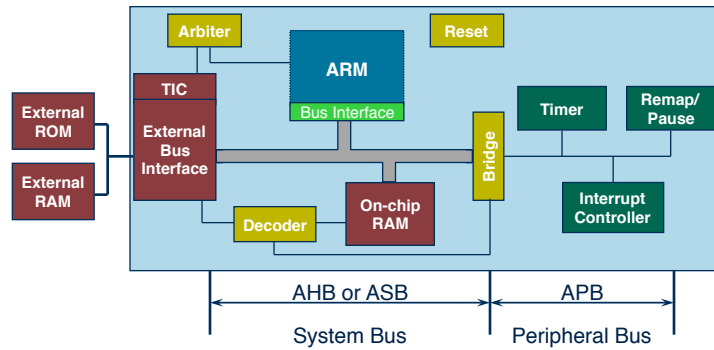 Arbiter
Reset
ARM
TIC
Bus Interface
External
ROM
External
Bus
Interface
Timer
Remap/
Pause
Bridge
External
RAM
On-chip
RAM
Decoder
Interrupt
Controller
AHB or ASB
APB
System Bus
Peripheral Bus